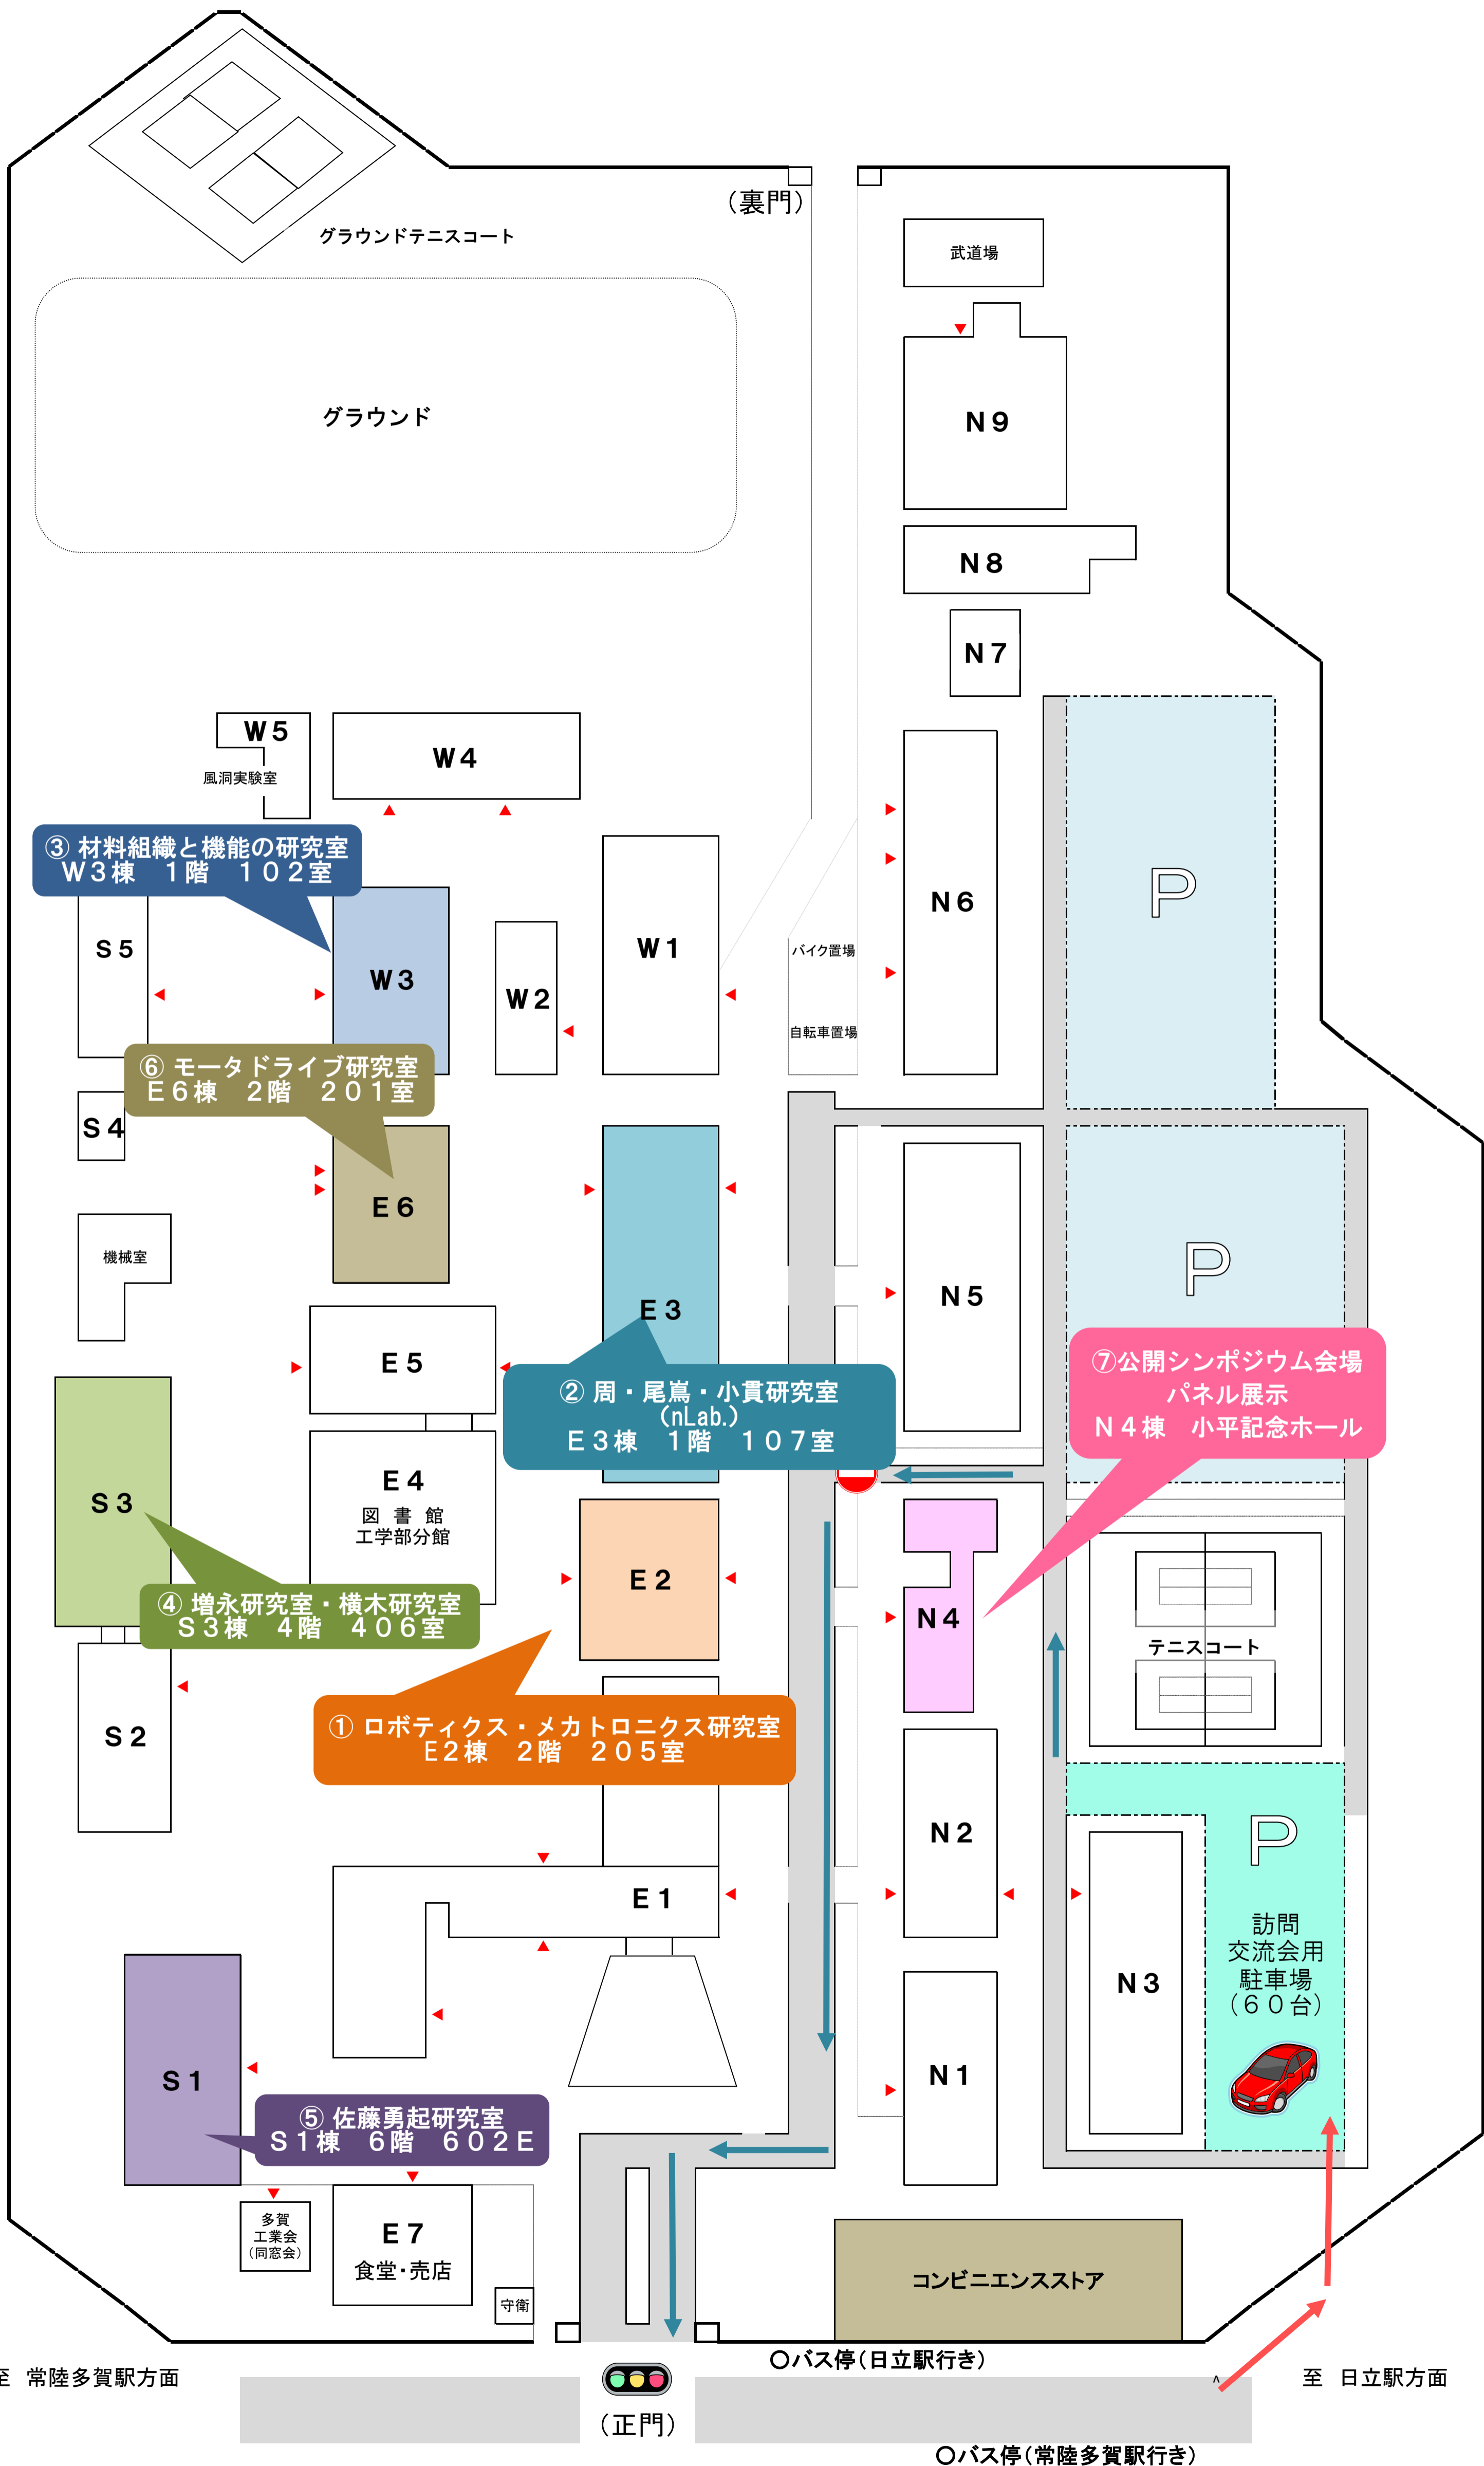 （裏門）
武道場
グラウンドテニスコート
グラウンド
Ｎ９
Ｎ８
Ｎ７
Ｗ５
風洞実験室
Ｗ４
③ 材料組織と機能の研究室
Ｗ３棟　１階　１０２室
Ｐ
Ｎ６
Ｓ５
Ｗ３
Ｗ２
Ｗ１
バイク置場
自転車置場
⑥ モータドライブ研究室
Ｅ６棟　２階　２０１室
Ｓ４
Ｅ６
機械室
Ｅ３
Ｎ５
Ｐ
Ｅ５
② 周・尾嶌・小貫研究室
（nLab.）
Ｅ３棟　１階　１０７室
⑦公開シンポジウム会場
パネル展示
Ｎ４棟　小平記念ホール
Ｓ３
Ｅ４
図　書　館
工学部分館
Ｅ２
Ｎ４
テニスコート
④ 増永研究室・横木研究室
Ｓ３棟　４階　４０６室
Ｓ２
① ロボティクス・メカトロニクス研究室
Ｅ２棟　２階　２０５室
Ｎ２
Ｐ
Ｅ１
訪問
交流会用
駐車場
（６０台）
Ｎ３
Ｓ１
Ｎ１
⑤ 佐藤勇起研究室
Ｓ１棟　６階　６０２Ｅ
多賀
工業会
（同窓会）
Ｅ７
食堂・売店
守衛
コンビニエンスストア
〇バス停（日立駅行き）
至　常陸多賀駅方面
^
至　日立駅方面
（正門）
〇バス停（常陸多賀駅行き）